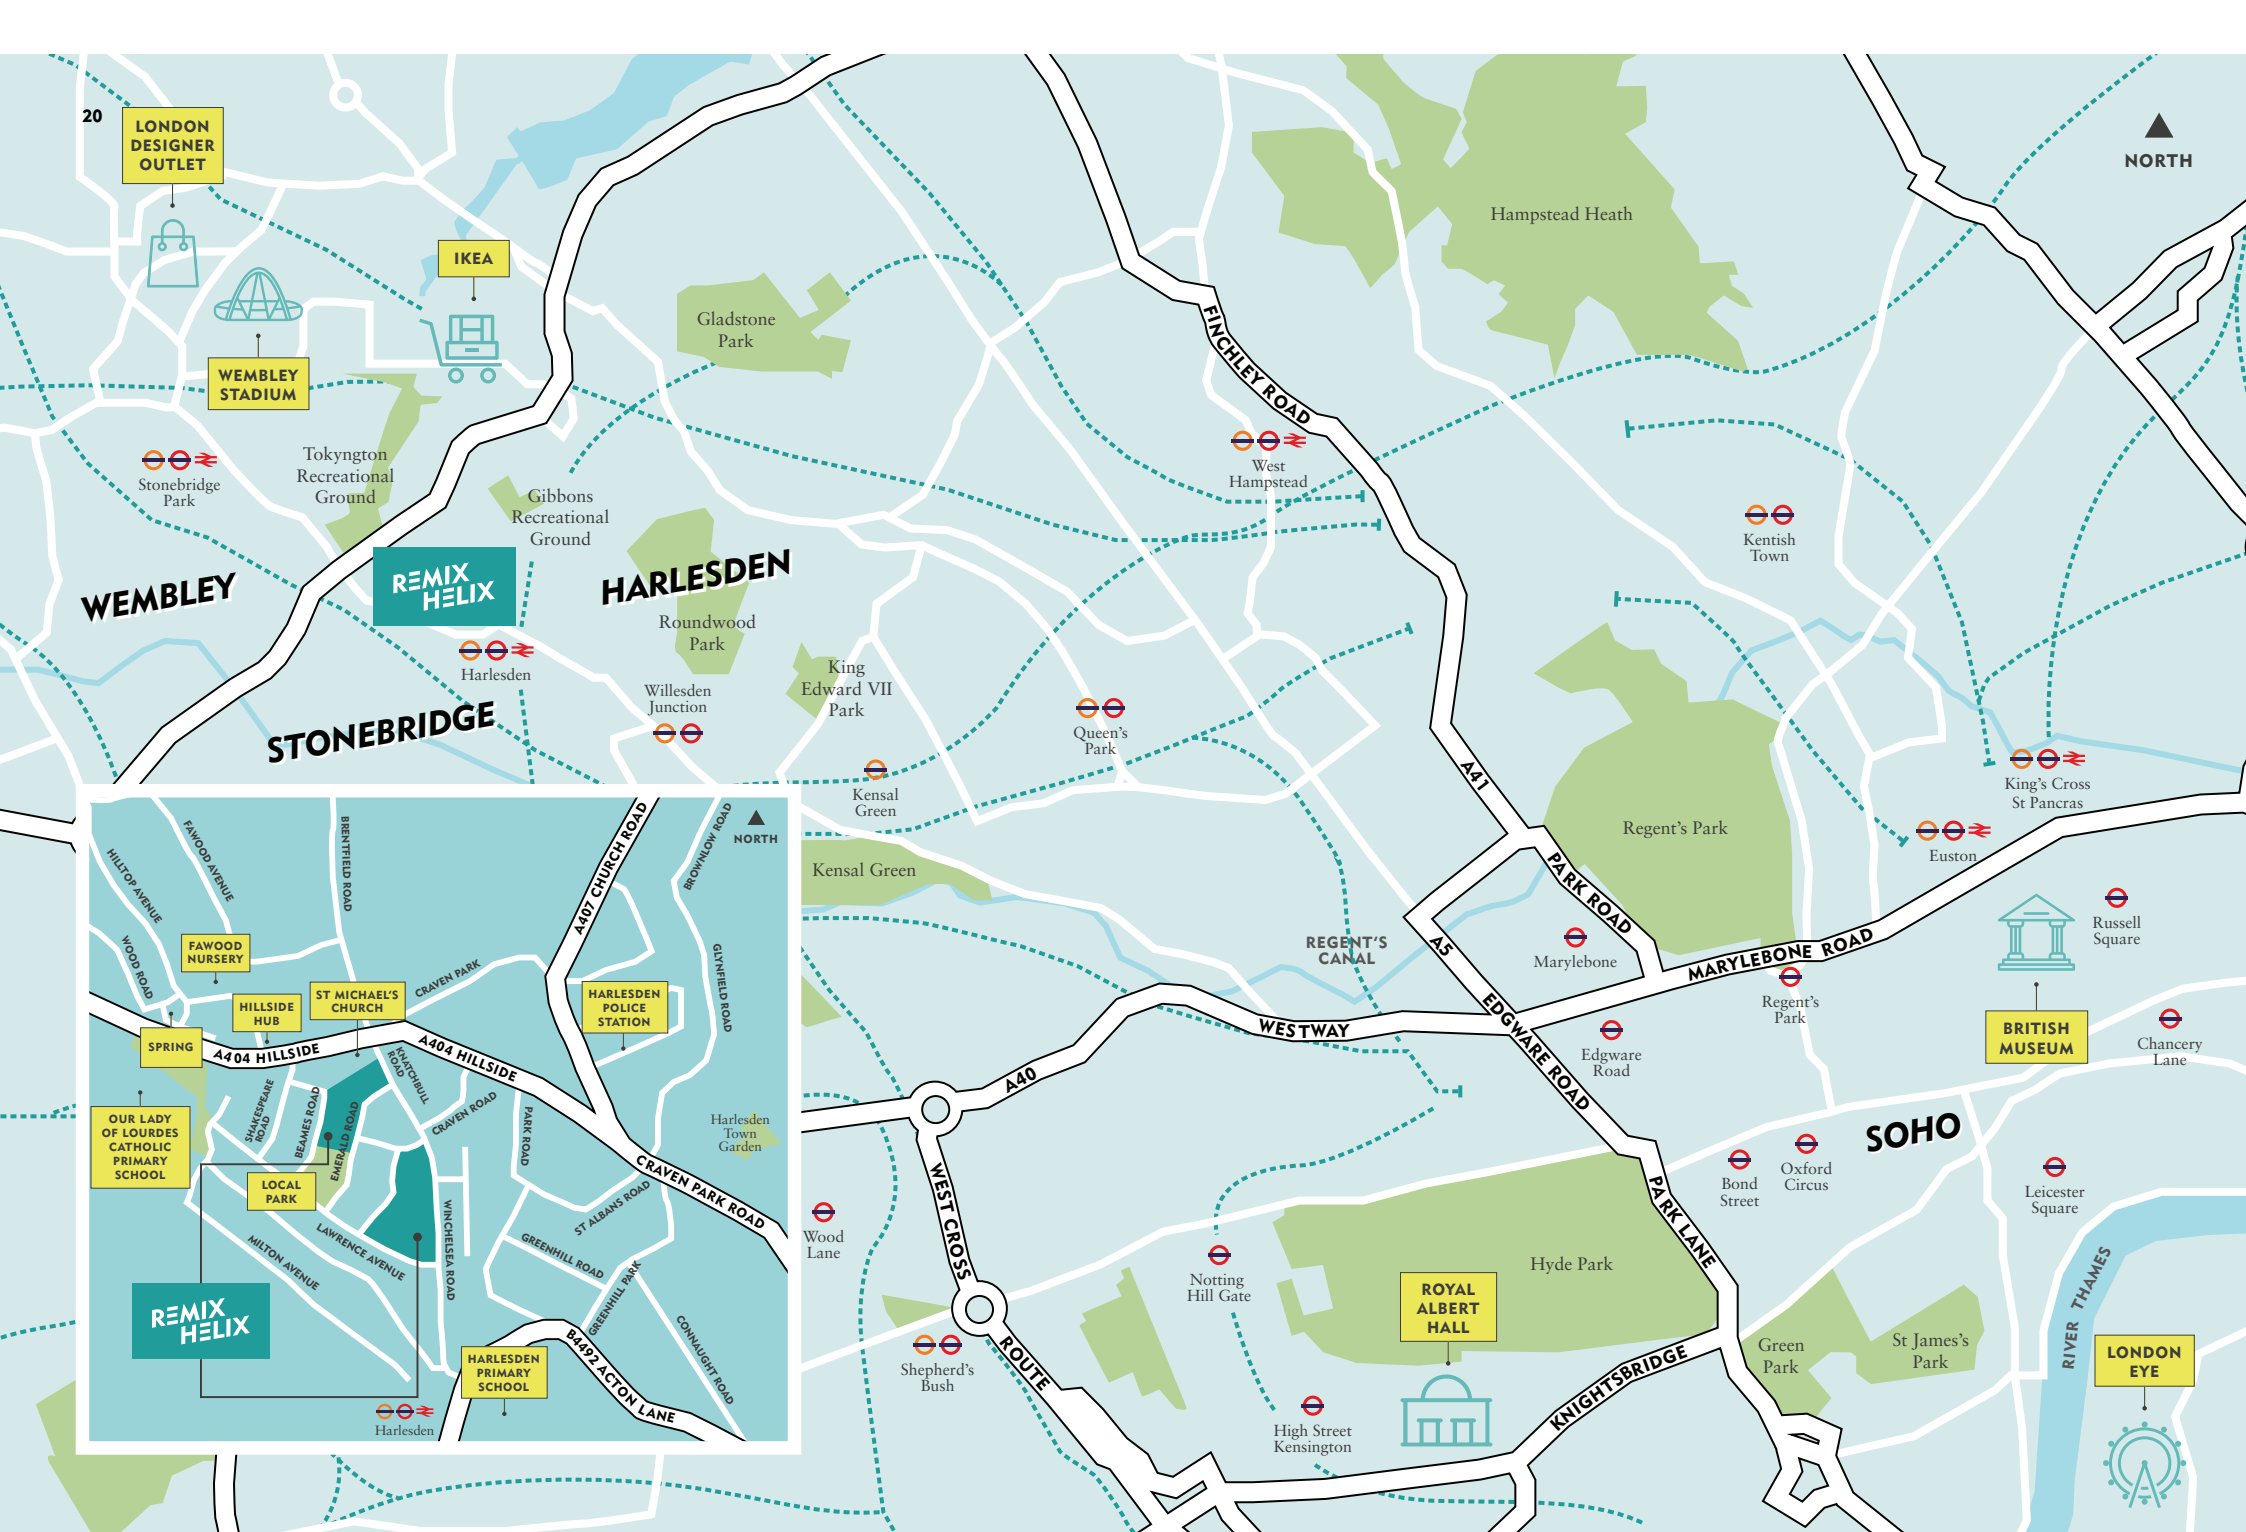 20
LONDON
DESIGNER
OUTLET
IKEA
WEMBLEY
STADIUM
NORTH
Hampstead Heath
Gladstone
Park
FINCHLEY ROAD
Stonebridge
Park
Tokyngton
Recreational
Ground
Gibbons
Recreational
Ground
West
Hampstead
Kentish
Town
WEMBLEY
REMIX
HELIX
HARLESDEN
Roundwood
Park
Harlesden
STONEBRIDGE
Willesden
Junction
King
Edward VII
Park
Queen's
Park
Kensal
Green
Kensal Green
A41
Regent's Park
King's Cross
St Pancras
Euston
PARK ROAD
REGENT'S
CANAL
A5
Marylebone
MARYLEBONE ROAD
Regent's
Park
Russell
Square
BRITISH
MUSEUM
Chancery
Lane
WESTWAY
EDGWARE ROAD
Edgware
Road
A40
SOHO
Bond
Street
Oxford
Circus
Leicester
Square
WEST CROSS
ROUTE
Wood
Lane
Notting
Hill Gate
Hyde Park
PARK LANE
ROYAL
ALBERT
HALL
Shepherd's
Bush
High Street
Kensington
KNIGHTSBRIDGE
Green
Park
St James's
Park
RIVER THAMES
LONDON
EYE
NORTH
HILLTOP AVENUE
FAWOOD AVENUE
BRENTFIELD ROAD
A407 CHURCH ROAD
BROWNLOW ROAD
WOOD ROAD
FAWOOD
NURSERY
HILLSIDE
HUB
ST MICHAEL'S
CHURCH
CRAVEN PARK
HARLESDEN
POLICE
STATION
GLYNFIELD ROAD
SPRING
A404 HILLSIDE
A404 HILLSIDE
KNATCHBULL
ROAD
OUR LADY
OF LOURDES
CATHOLIC
PRIMARY
SCHOOL
SHAKESPEARE
ROAD
BEAMES ROAD
EMERALD ROAD
CRAVEN ROAD
PARK ROAD
Harlesden
Town
Garden
LOCAL
PARK
CRAVEN PARK ROAD
ST ALBANS ROAD
LAWRENCE AVENUE
MILTON AVENUE
WINCHELSEA ROAD
GREENHILL ROAD
GREENHILL PARK
CONNAUGHT ROAD
REMIX
HELIX
HARLESDEN
PRIMARY
SCHOOL
B4492 ACTON LANE
Harlesden